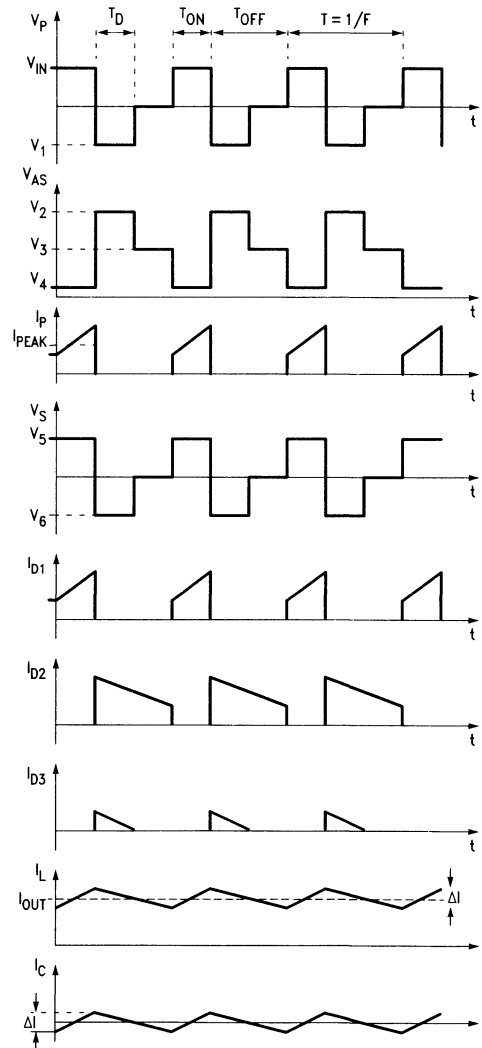 V_P T_D T_ON T_OFF T = 1/F
V_IN
t
V_1
V_AS
V_2
V_3
V_4
t
I_P
I_PEAK
t
V_S
V_5
t
V_6
I_D1
t
I_D2
t
I_D3
t
I_L
I_OUT ΔI
I_C
ΔI